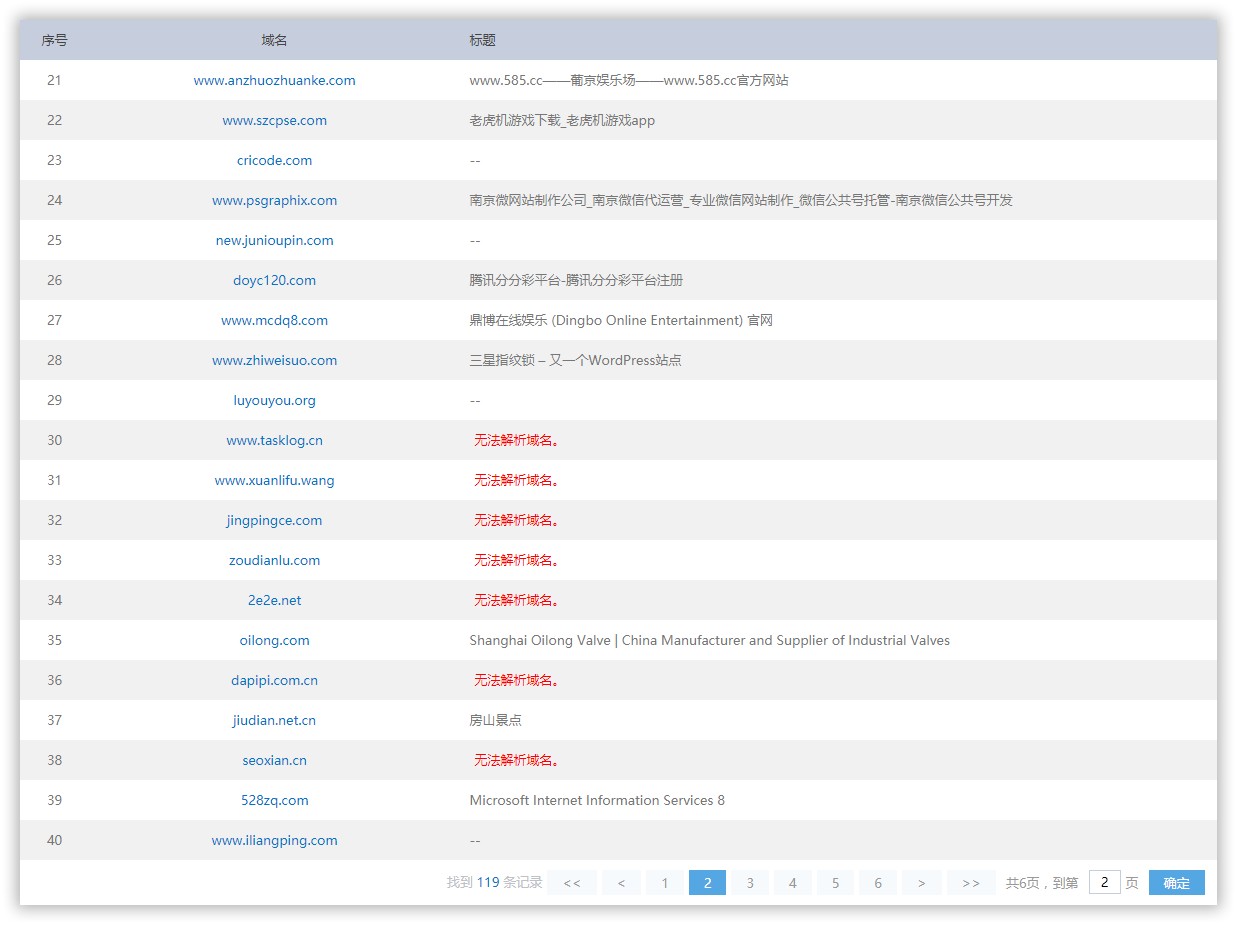 序号 域名 标题
21 www.anzhuozhuanke.com www.585.cc——葡京娱乐场——www.585.cc官方网站
22 www.szcpse.com 老虎机游戏下载_老虎机游戏app
23 cricode.com --
24 www.psgraphix.com 南京微网站制作公司_南京微信代运营_专业微信网站制作_微信公共号托管-南京微信公共号开发
25 new.junioupin.com --
26 doyc120.com 腾讯分分彩平台-腾讯分分彩平台注册
27 www.mcdq8.com 鼎博在线娱乐 (Dingbo Online Entertainment) 官网
28 www.zhiweisuo.com 三星指纹锁 – 又一个WordPress站点
29 luyouyou.org --
30 www.tasklog.cn 无法解析域名。
31 www.xuanlifu.wang 无法解析域名。
32 jingpingce.com 无法解析域名。
33 zoudianlu.com 无法解析域名。
34 2e2e.net 无法解析域名。
35 oilong.com Shanghai Oilong Valve | China Manufacturer and Supplier of Industrial Valves
36 dapipi.com.cn 无法解析域名。
37 jiudian.net.cn 房山景点
38 seoxian.cn 无法解析域名。
39 528zq.com Microsoft Internet Information Services 8
40 www.iliangping.com --
找到 119 条记录 << < 1 2 3 4 5 6 > >> 共6页，到第 2 页 确定